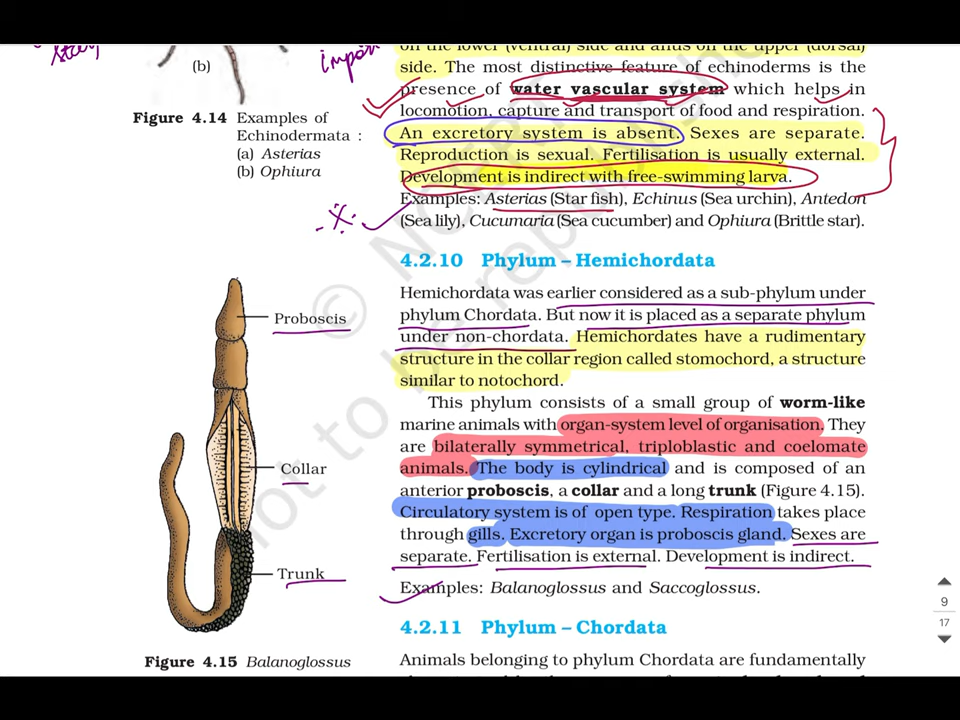 on the lower (ventral) side and anus on the upper (dorsal)
side. The most distinctive feature of echinoderms is the
presence of water vascular system which helps in
locomotion, capture and transport of food and respiration.
An excretory system is absent. Sexes are separate.
Reproduction is sexual. Fertilisation is usually external.
Development is indirect with free-swimming larva.
Examples: Asterias (Star fish), Echinus (Sea urchin), Antedon
(Sea lily), Cucumaria (Sea cucumber) and Ophiura (Brittle star).
(b)
Figure 4.14 Examples of
Echinodermata :
(a) Asterias
(b) Ophiura
4.2.10 Phylum – Hemichordata
Hemichordata was earlier considered as a sub-phylum under
phylum Chordata. But now it is placed as a separate phylum
under non-chordata. Hemichordates have a rudimentary
structure in the collar region called stomochord, a structure
similar to notochord.
This phylum consists of a small group of worm-like
marine animals with organ-system level of organisation. They
are bilaterally symmetrical, triploblastic and coelomate
animals. The body is cylindrical and is composed of an
anterior proboscis, a collar and a long trunk (Figure 4.15).
Circulatory system is of open type. Respiration takes place
through gills. Excretory organ is proboscis gland. Sexes are
separate. Fertilisation is external. Development is indirect.
Examples: Balanoglossus and Saccoglossus.
Proboscis
Collar
Trunk
Figure 4.15 Balanoglossus
4.2.11 Phylum – Chordata
Animals belonging to phylum Chordata are fundamentally
9
17
not to be republished